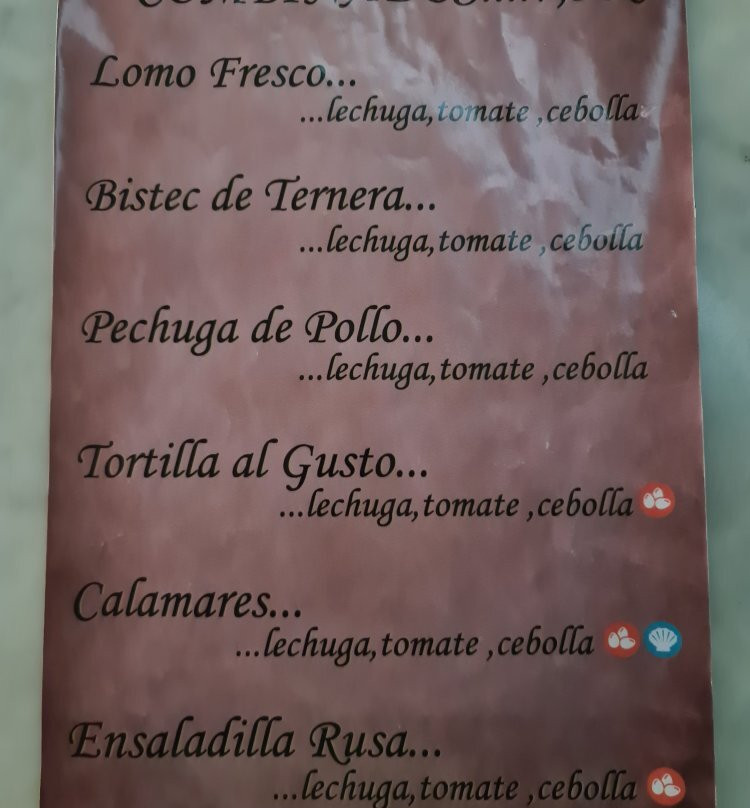 Lomo Fresco...
...lechuga,tomate ,cebolla
Bistec de Ternera...
...lechuga,tomate ,cebolla
Pechuga de Pollo...
...lechuga,tomate ,cebolla
Tortilla al Gusto...
...lechuga,tomate ,cebolla
Calamares...
...lechuga,tomate ,cebolla
Ensaladilla Rusa...
...lechuga,tomate ,cebolla